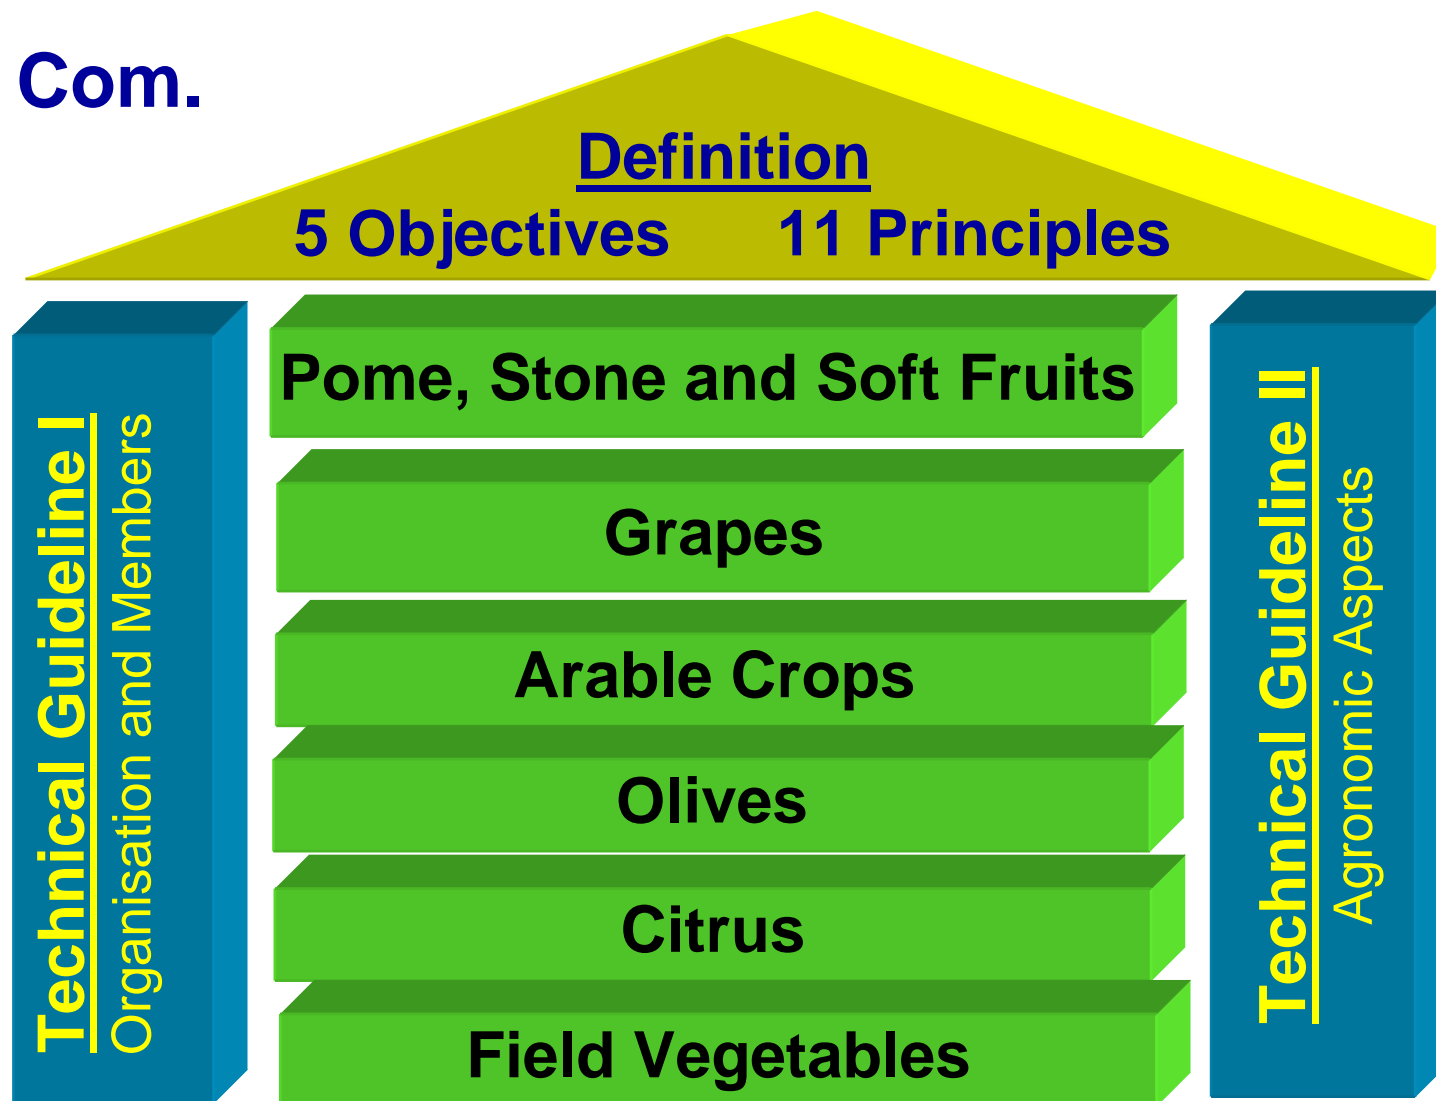 Com.
Definition
5 Objectives 11 Principles
Technical Guideline I
Organisation and Members
Pome, Stone and Soft Fruits
Grapes
Arable Crops
Olives
Citrus
Field Vegetables
Technical Guideline II
Agronomic Aspects